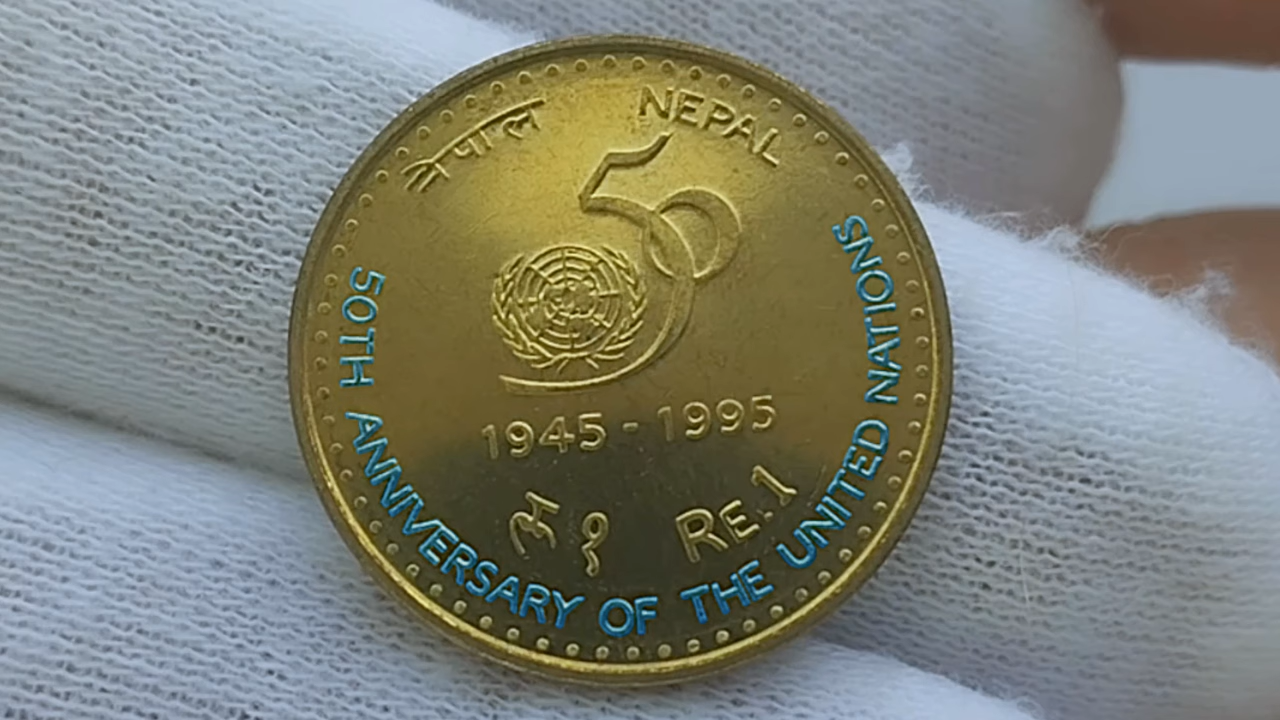 नेपाल NEPAL
50
1945 - 1995
रू १ RE.1
50TH ANNIVERSARY OF THE UNITED NATIONS